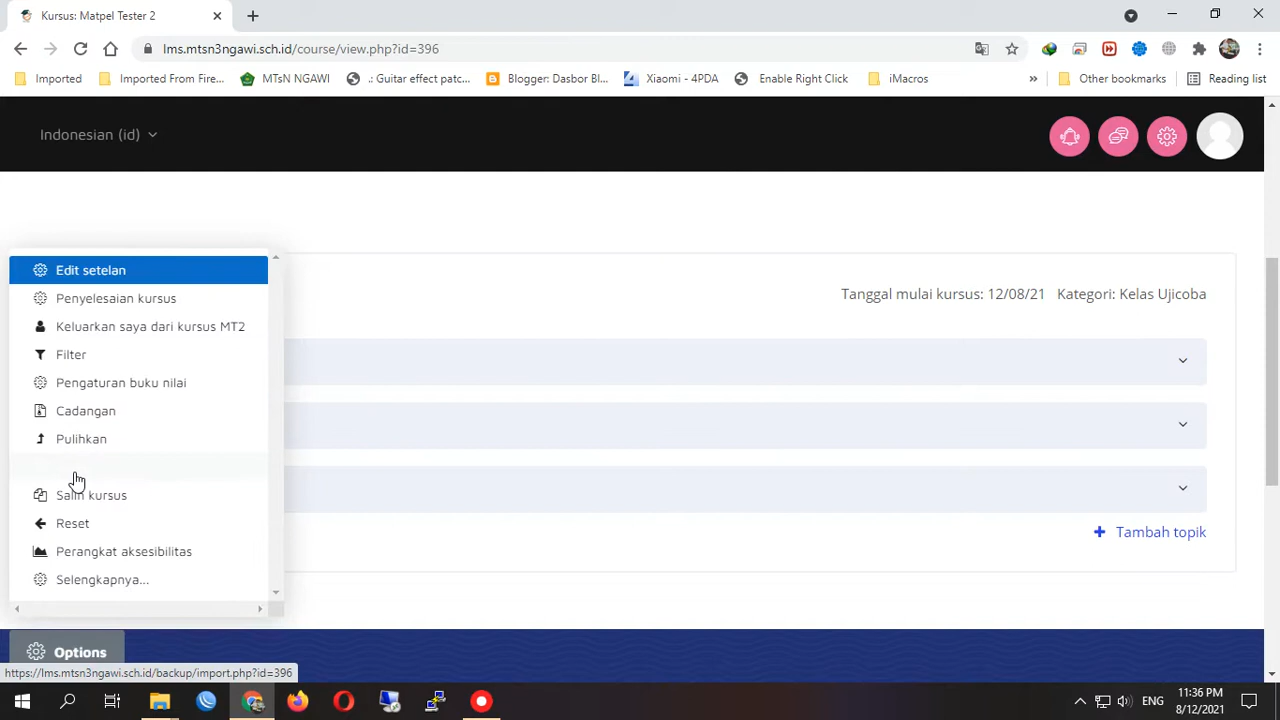 Kursus: Matpel Tester 2
lms.mtsn3ngawi.sch.id/course/view.php?id=396
Imported
Imported From Fire...
MTsN NGAWI
.: Guitar effect patc...
Blogger: Dasbor Bl...
Xiaomi - 4PDA
Enable Right Click
iMacros
»
Other bookmarks
Reading list
Indonesian (id)
Edit setelan
Tanggal mulai kursus: 12/08/21 Kategori: Kelas Ujicoba
Penyelesaian kursus
Keluarkan saya dari kursus MT2
Filter
Pengaturan buku nilai
Cadangan
Pulihkan
Salin kursus
Reset
Tambah topik
Perangkat aksesibilitas
Selengkapnya...
Options
https://lms.mtsn3ngawi.sch.id/backup/import.php?id=396
ENG
11:36 PM
8/12/2021